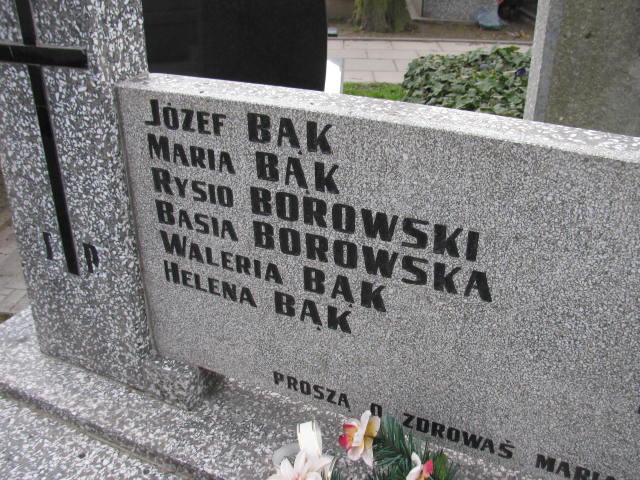 JÓZEF BĄK
MARIA BĄK
RYSIO BOROWSKI
BASIA BOROWSKA
WALERIA BĄK
HELENA BĄK
PROSZĄ O ZDROWAŚ MARIA